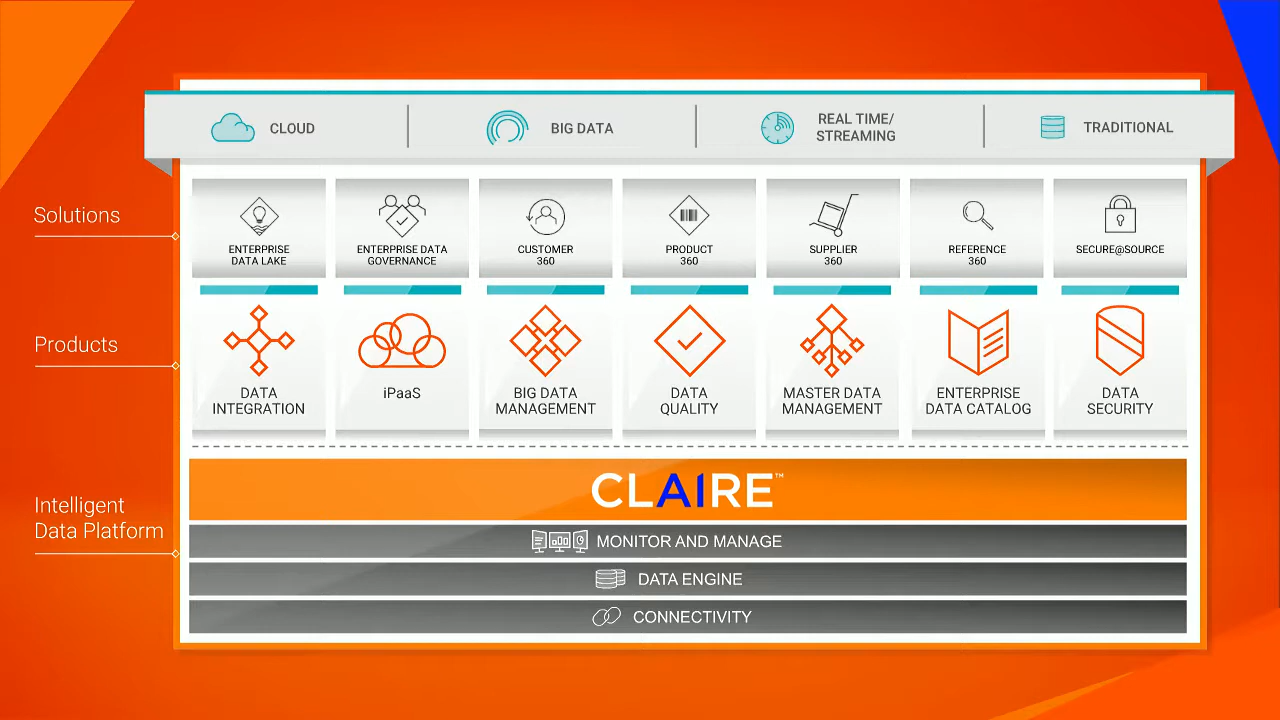 CLOUD
BIG DATA
REAL TIME/
STREAMING
TRADITIONAL
Solutions
ENTERPRISE
DATA LAKE
ENTERPRISE DATA
GOVERNANCE
CUSTOMER
360
PRODUCT
360
SUPPLIER
360
REFERENCE
360
SECURE@SOURCE
Products
DATA
INTEGRATION
iPaaS
BIG DATA
MANAGEMENT
DATA
QUALITY
MASTER DATA
MANAGEMENT
ENTERPRISE
DATA CATALOG
DATA
SECURITY
Intelligent
Data Platform
CLAIRE™
MONITOR AND MANAGE
DATA ENGINE
CONNECTIVITY